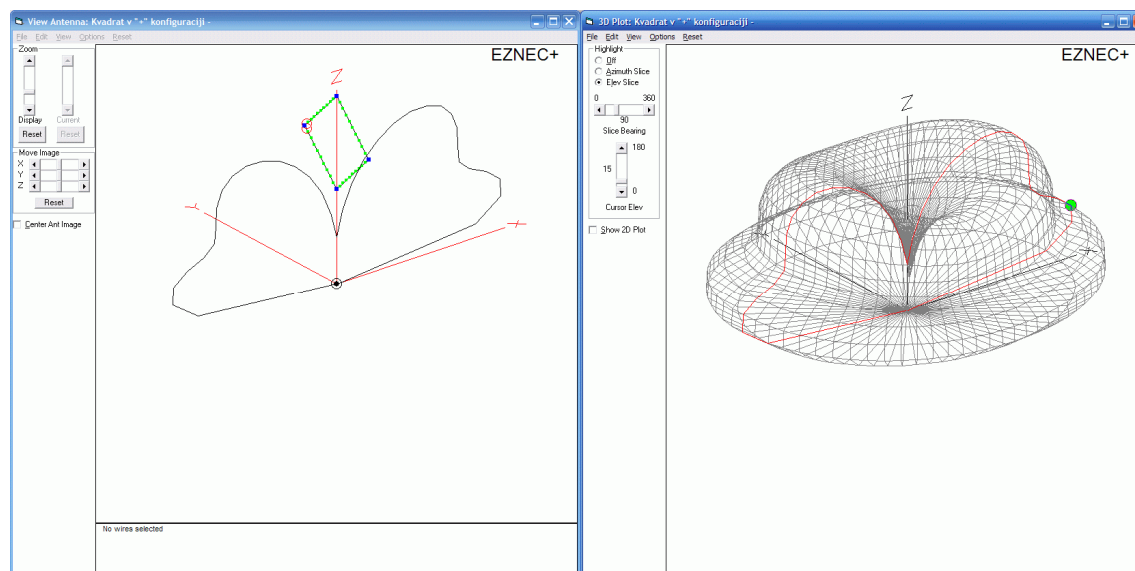 View Antenna: Kvadrat v "+" konfiguraciji -
File Edit View Options Reset
Zoom
Display Current
Reset Reset
Move Image
X
Y
Z
Reset
Center Ant Image
EZNEC+
Z
No wires selected
3D Plot: Kvadrat v "+" konfiguraciji -
File Edit View Options Reset
Highlight
Off
Azimuth Slice
Elev Slice
0 360
90
Slice Bearing
180
15
0
Cursor Elev
Show 2D Plot
EZNEC+
Z